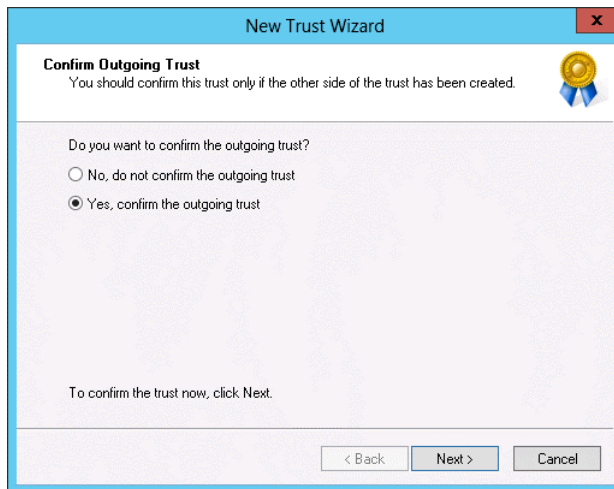 New Trust Wizard
x
Confirm Outgoing Trust
You should confirm this trust only if the other side of the trust has been created.
Do you want to confirm the outgoing trust?
No, do not confirm the outgoing trust
Yes, confirm the outgoing trust
To confirm the trust now, click Next.
< Back Next > Cancel